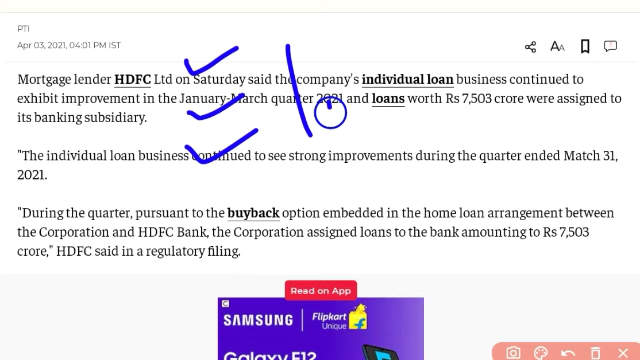 PTI
Apr 03, 2021, 04:01 PM IST
AA
Mortgage lender HDFC Ltd on Saturday said the company's individual loan business continued to
exhibit improvement in the January-March quarter 2021 and loans worth Rs 7,503 crore were assigned to
its banking subsidiary.
"The individual loan business continued to see strong improvements during the quarter ended Match 31,
2021.
"During the quarter, pursuant to the buyback option embedded in the home loan arrangement between
the Corporation and HDFC Bank, the Corporation assigned loans to the bank amounting to Rs 7,503
crore," HDFC said in a regulatory filing.
Read on App
SAMSUNG
Flipkart
Unique
Galaxy F12